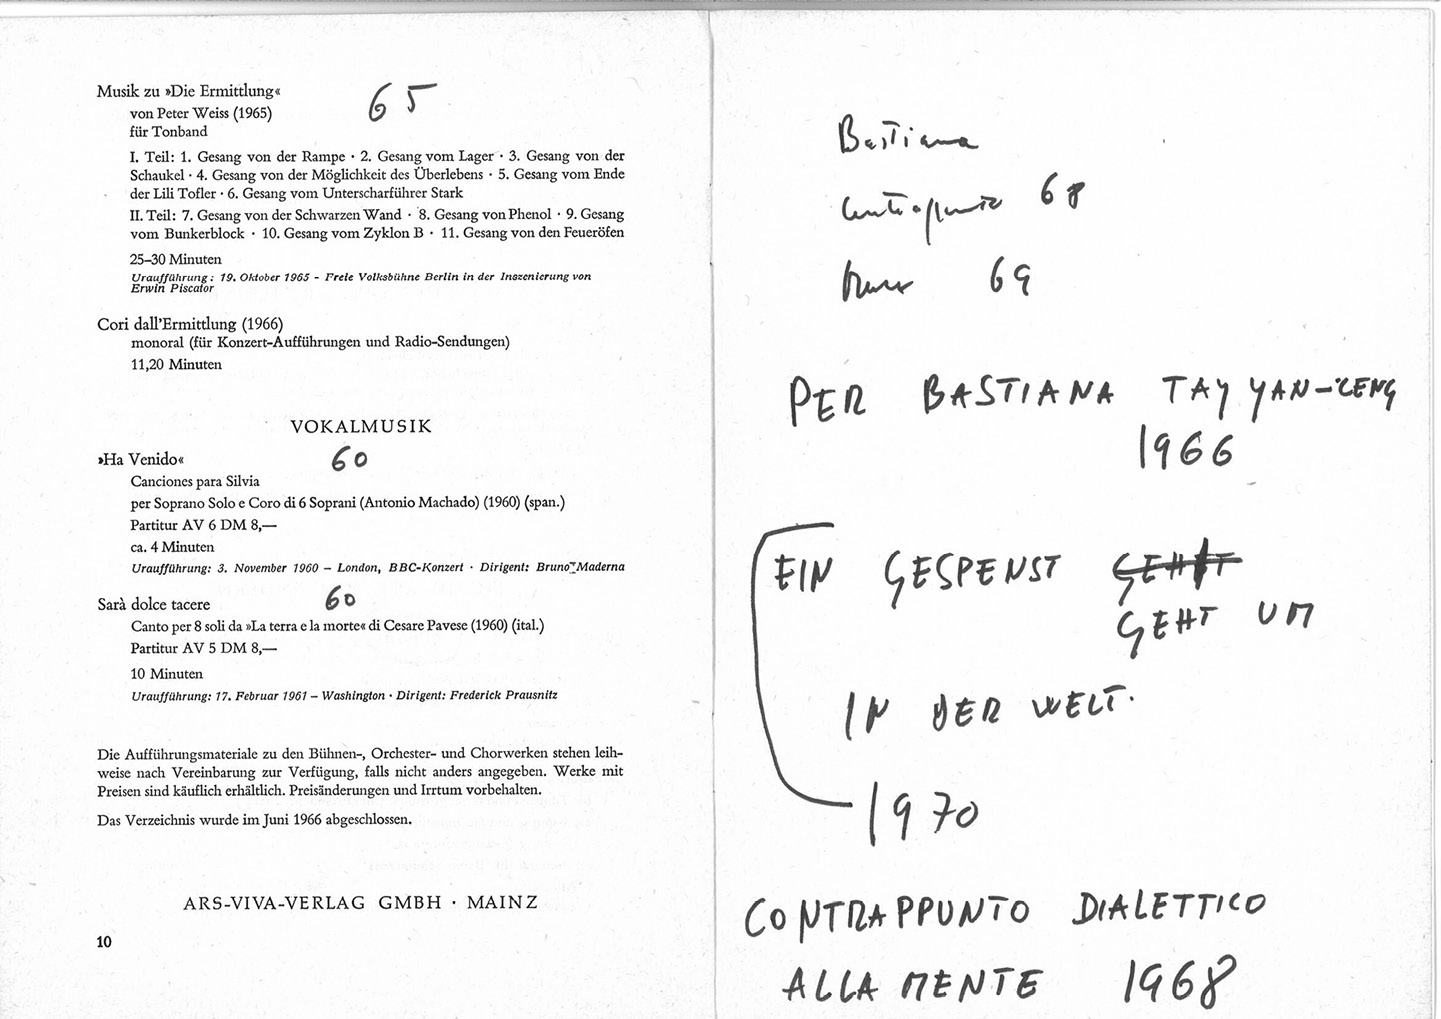 Musik zu »Die Ermittlung« 65
von Peter Weiss (1965)
für Tonband
I. Teil: 1. Gesang von der Rampe · 2. Gesang vom Lager · 3. Gesang von der
Schaukel · 4. Gesang von der Möglichkeit des Überlebens · 5. Gesang vom Ende
der Lili Tofler · 6. Gesang vom Unterscharführer Stark
II. Teil: 7. Gesang von der Schwarzen Wand · 8. Gesang von Phenol · 9. Gesang
vom Bunkerblock · 10. Gesang vom Zyklon B · 11. Gesang von den Feueröfen
25–30 Minuten
Uraufführung: 19. Oktober 1965 – Freie Volksbühne Berlin in der Inszenierung von
Erwin Piscator
Cori dall'Ermittlung (1966)
monoral (für Konzert-Aufführungen und Radio-Sendungen)
11,20 Minuten
VOKALMUSIK
»Ha Venido« 60
Canciones para Silvia
per Soprano Solo e Coro di 6 Soprani (Antonio Machado) (1960) (span.)
Partitur AV 6 DM 8,—
ca. 4 Minuten
Uraufführung: 3. November 1960 – London, BBC-Konzert · Dirigent: Bruno Maderna
Sarà dolce tacere 60
Canto per 8 soli da »La terra e la morte« di Cesare Pavese (1960) (ital.)
Partitur AV 5 DM 8,—
10 Minuten
Uraufführung: 17. Februar 1961 – Washington · Dirigent: Frederick Prausnitz
Die Aufführungsmateriale zu den Bühnen-, Orchester- und Chorwerken stehen leih-
weise nach Vereinbarung zur Verfügung, falls nicht anders angegeben. Werke mit
Preisen sind käuflich erhältlich. Preisänderungen und Irrtum vorbehalten.
Das Verzeichnis wurde im Juni 1966 abgeschlossen.
ARS-VIVA-VERLAG GMBH · MAINZ
10
Bastiana
68
69
PER BASTIANA TAY YAN-CENG
1966
EIN GESPENST GEHT
GEHT UM
IN DER WELT.
1970
CONTRAPPUNTO DIALETTICO
ALLA MENTE 1968